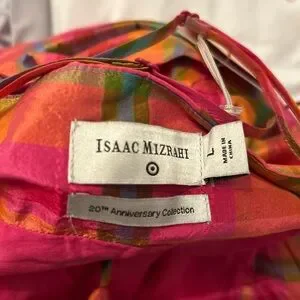 ISAAC MIZRAHI
L
MADE IN
CHINA
20TH Anniversary Collection